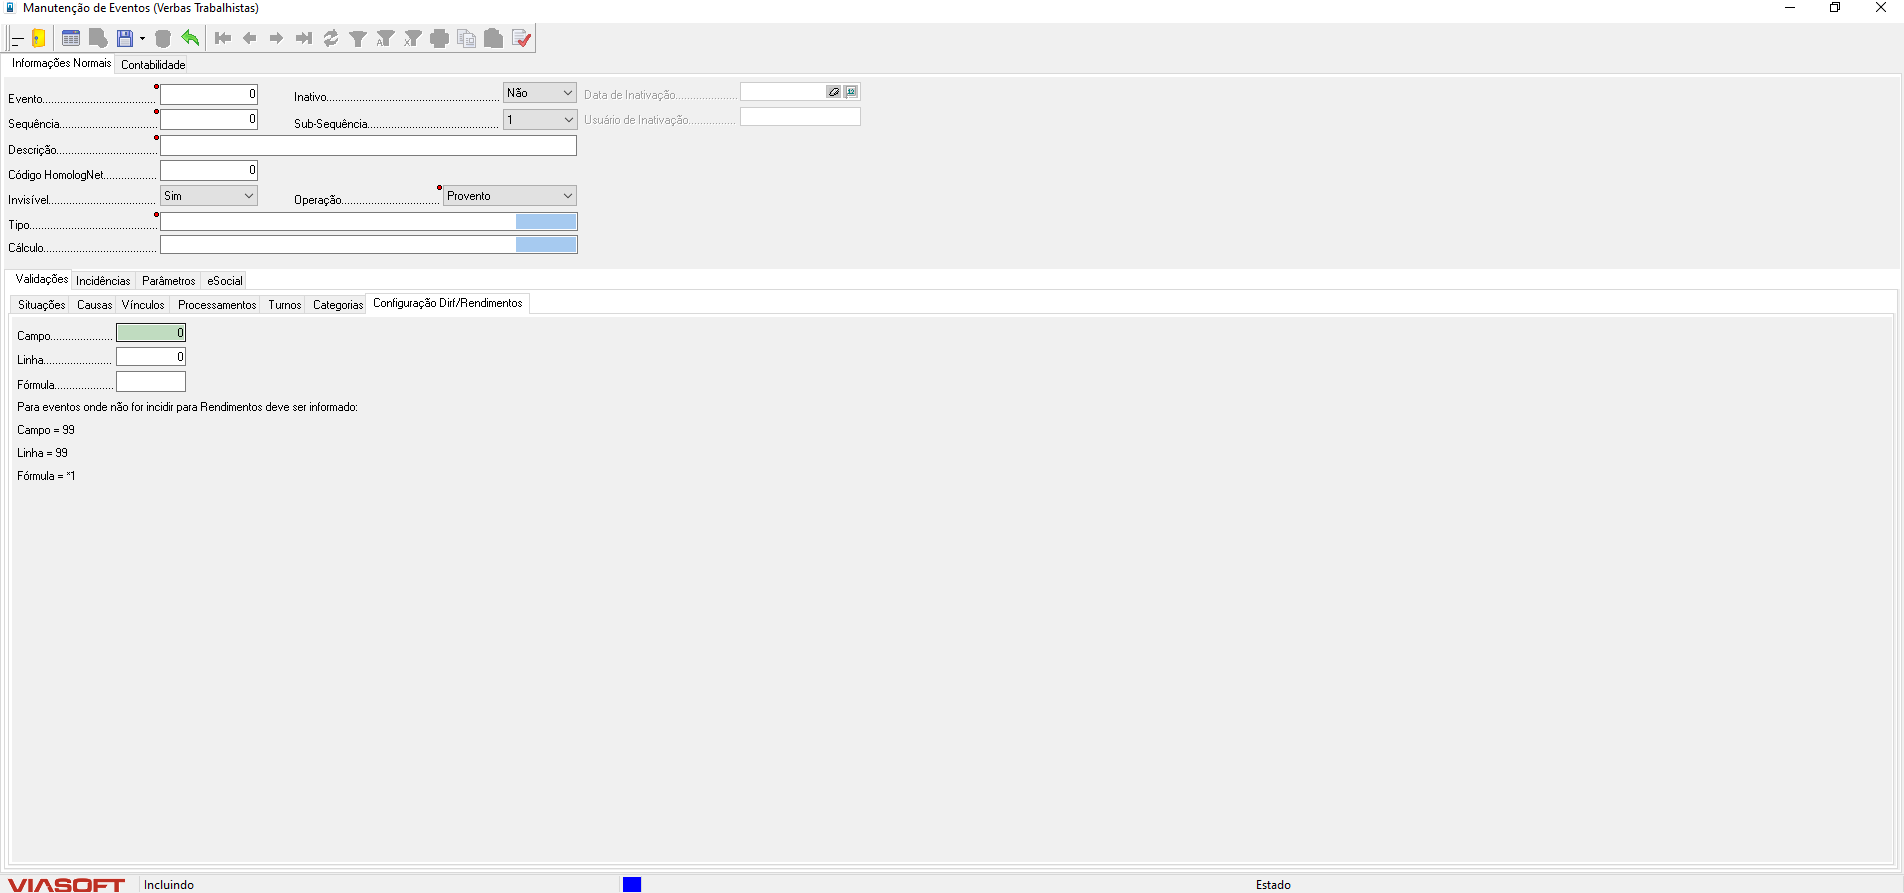 Manutenção de Eventos (Verbas Trabalhistas)
Informações Normais Contabilidade
Evento 0 Inativo Não Data de Inativação
Sequência 0 Sub-Sequência 1 Usuário de Inativação
Descrição
Código HomologNet 0
Invisível Sim Operação Provento
Tipo
Cálculo
Validações Incidências Parâmetros eSocial
Situações Causas Vínculos Processamentos Turnos Categorias Configuração Dirf/Rendimentos
Campo 0
Linha 0
Fórmula
Para eventos onde não for incidir para Rendimentos deve ser informado:
Campo = 99
Linha = 99
Fórmula = *1
VIASOFT Incluindo Estado